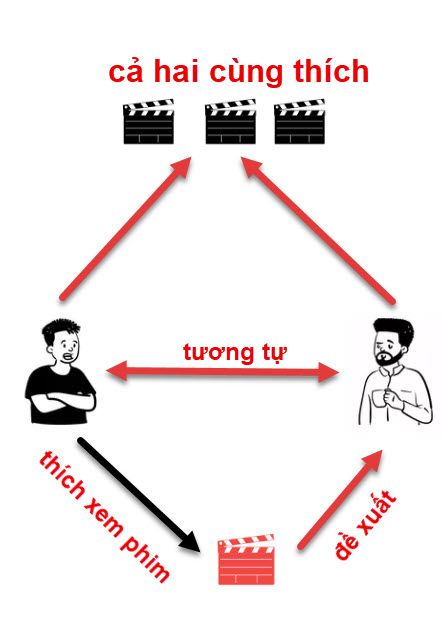 cả hai cùng thích
tương tự
thích xem phim
đề xuất